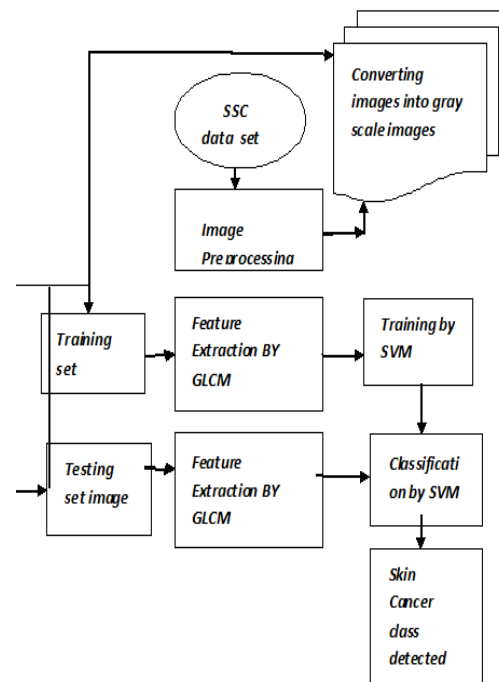 SSC
data set
Converting
images into gray
scale images
Image
Preprocessina
Training
set
Feature
Extraction BY
GLCM
Training by
SVM
Testing
set image
Feature
Extraction BY
GLCM
Classificati
on by SVM
Skin
Cancer
class
detected